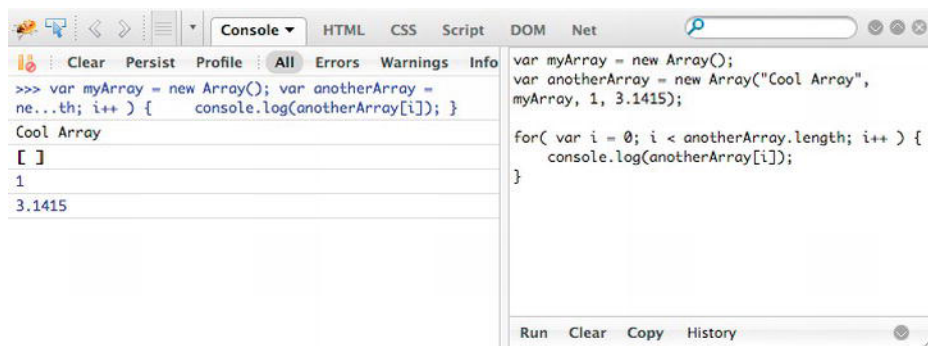 Console ▾ HTML CSS Script DOM Net
Clear Persist Profile All Errors Warnings Info
>>> var myArray = new Array(); var anotherArray =
ne...th; i++ ) {     console.log(anotherArray[i]); }
Cool Array
[ ]
1
3.1415
var myArray = new Array();
var anotherArray = new Array("Cool Array",
myArray, 1, 3.1415);
for( var i = 0; i < anotherArray.length; i++ ) {
    console.log(anotherArray[i]);
}
Run Clear Copy History